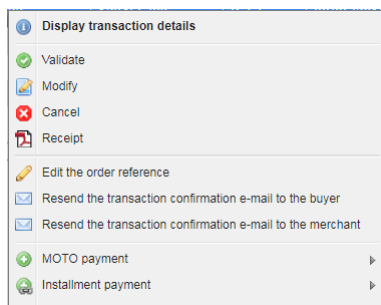 Display transaction details
Validate
Modify
Cancel
Receipt
Edit the order reference
Resend the transaction confirmation e-mail to the buyer
Resend the transaction confirmation e-mail to the merchant
MOTO payment
Installment payment